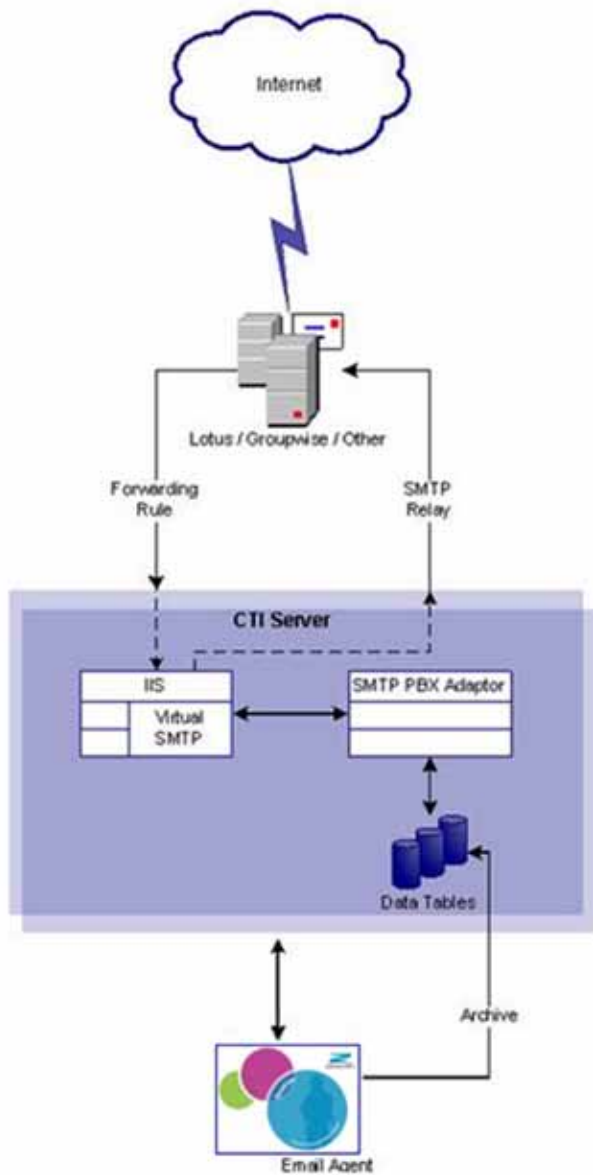 Internet
Lotus / Groupwise / Other
Forwarding
Rule
SMTP
Relay
CTI Server
IIS
Virtual
SMTP
SMTP PBX Adaptor
Data Tables
Archive
Email Agent